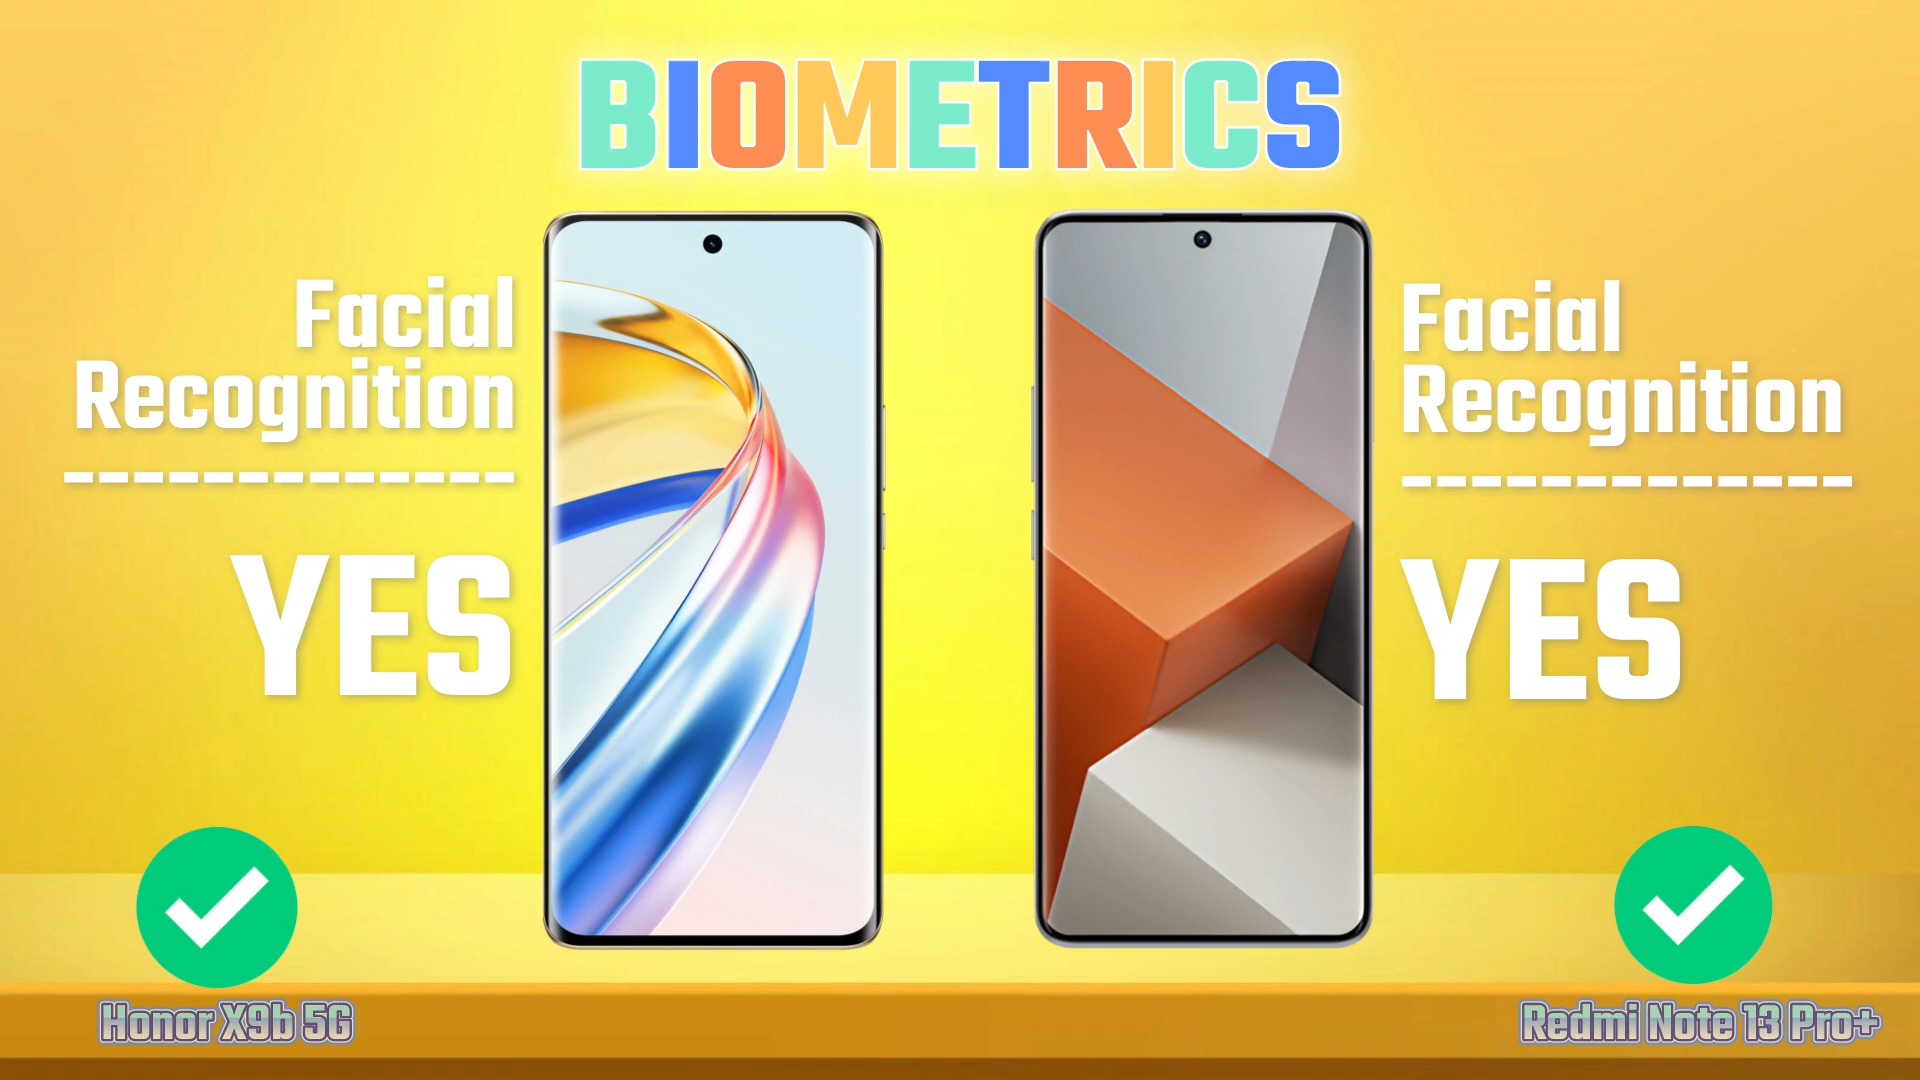 BIOMETRICS
Facial
Recognition
-------------
YES
Facial
Recognition
-------------
YES
Honor X9b 5G
Redmi Note 13 Pro+